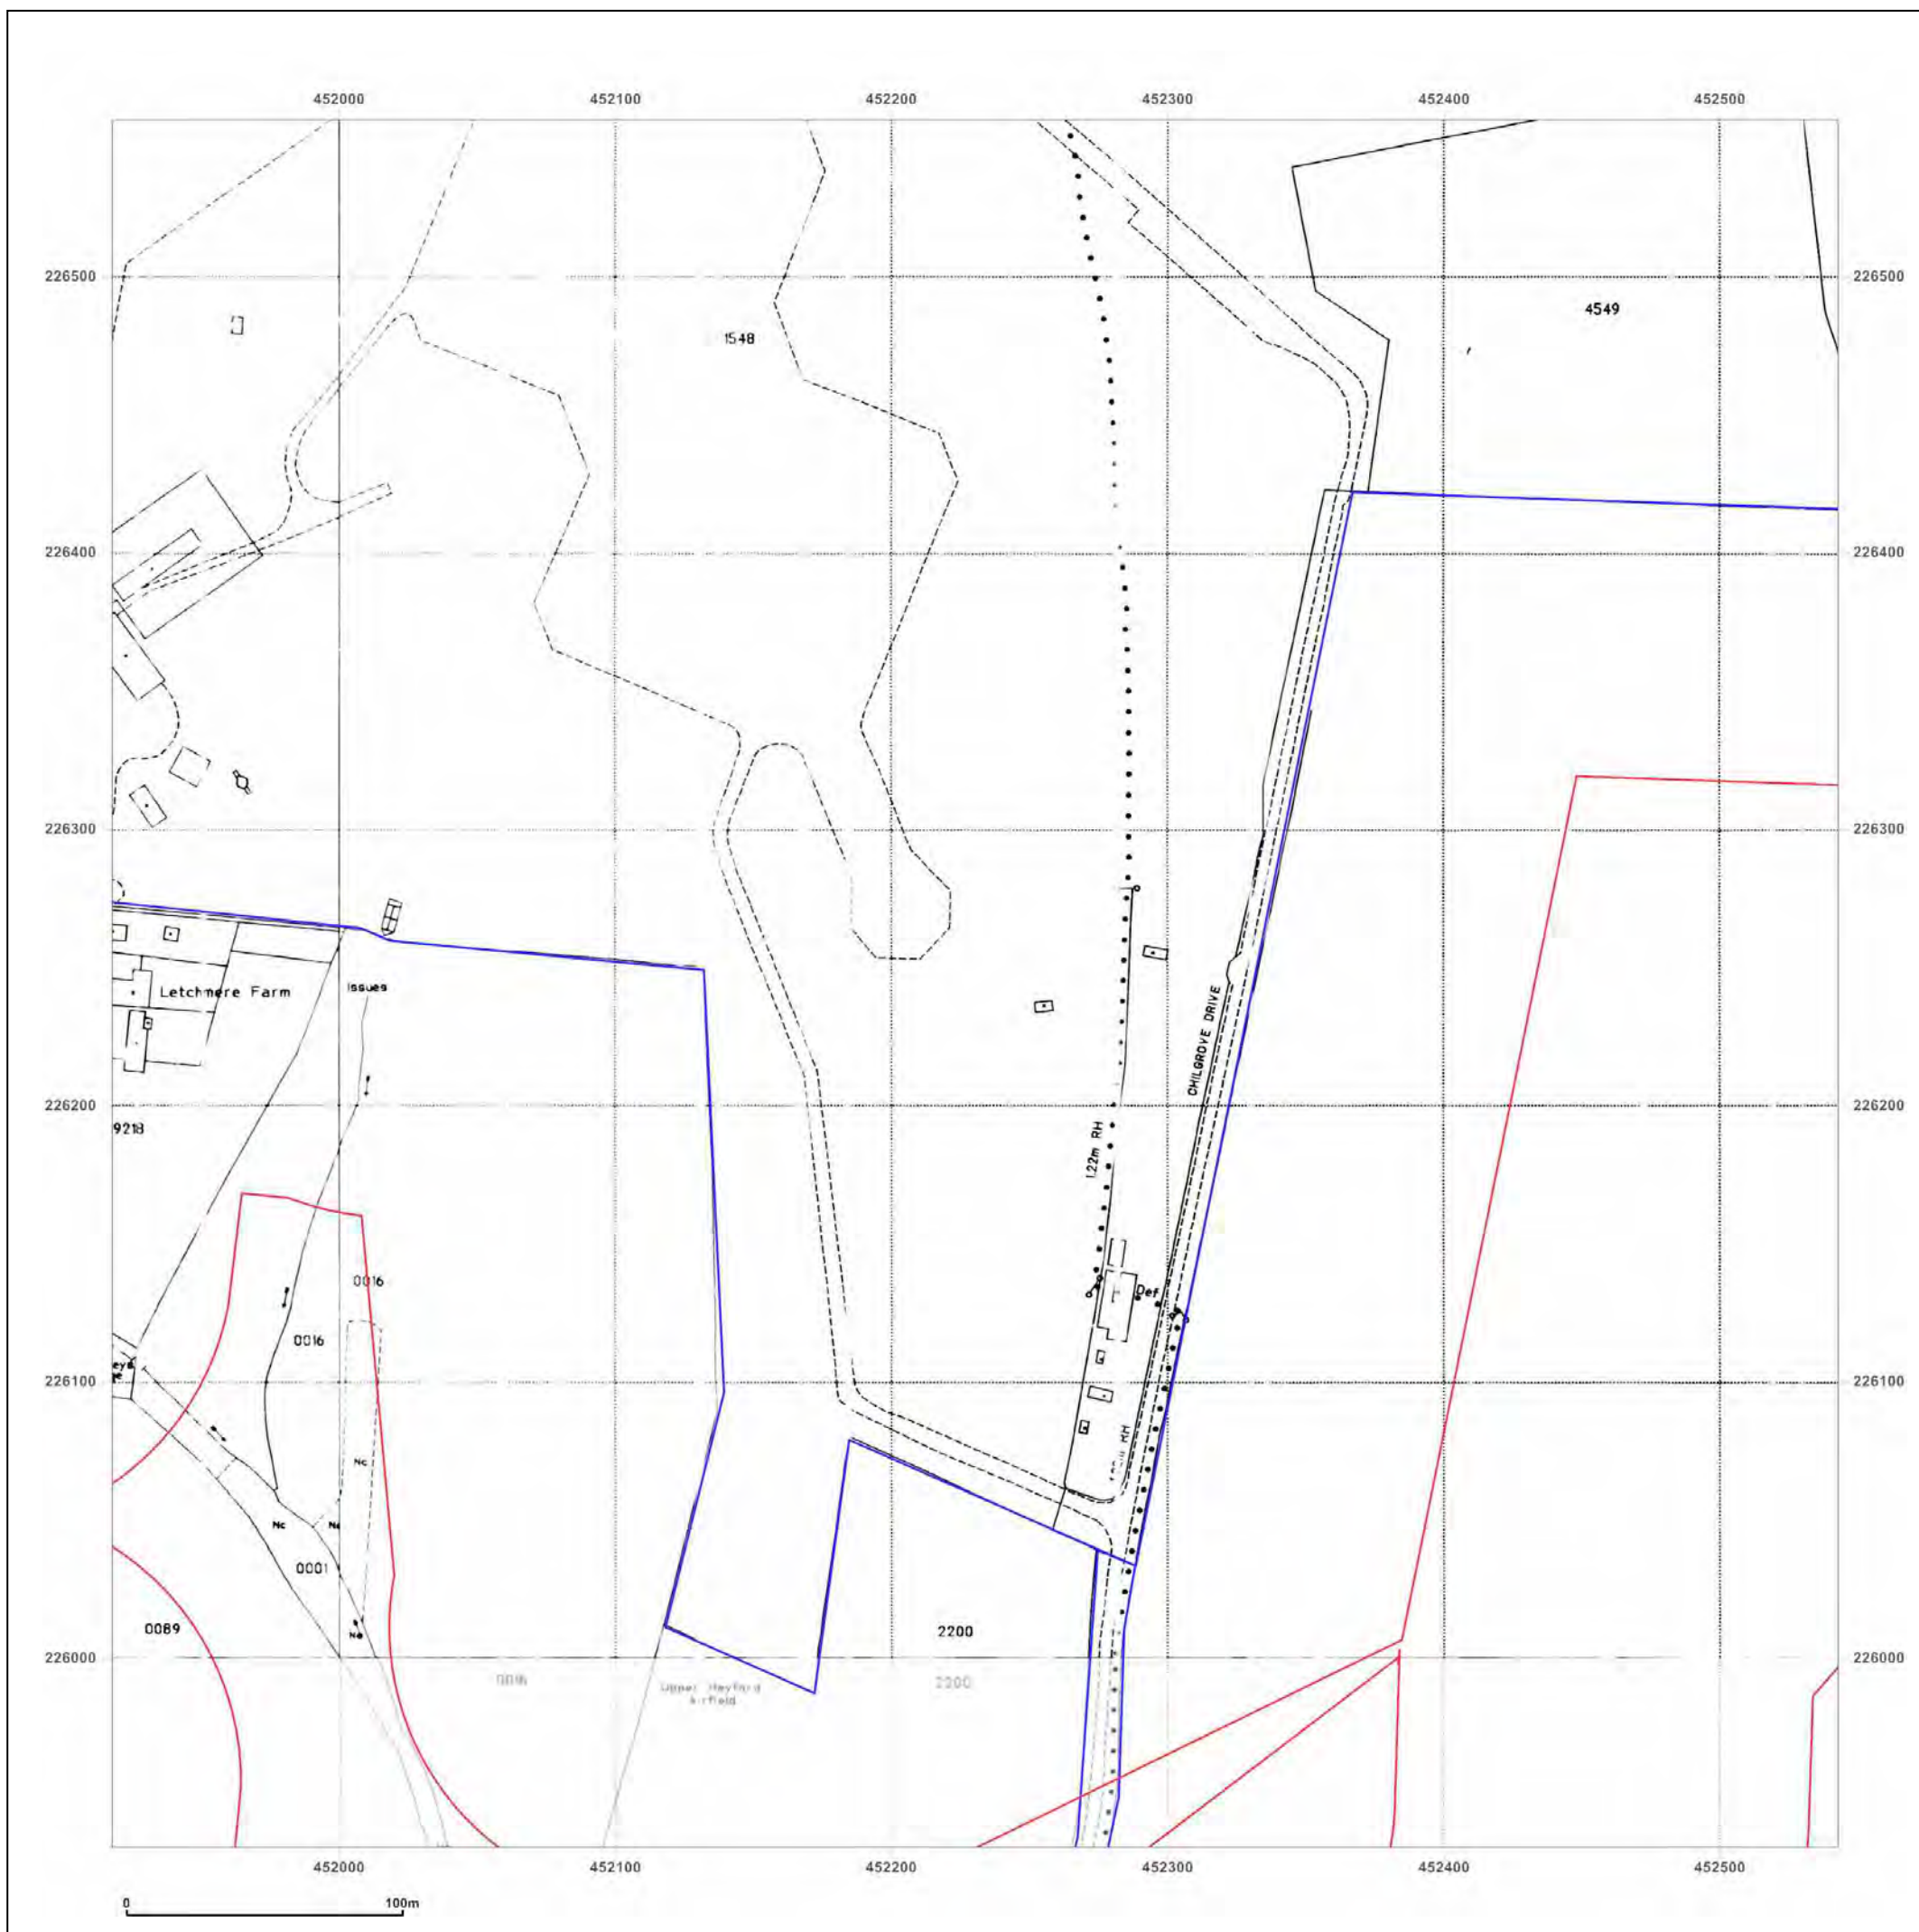 452000 452100 452200 452300 452400 452500
226500 226500
4549
1548
226400 226400
226300 226300
Letchmere Farm
Issues
CHILGROVE DRIVE
226200 226200
9218
1.22m RH
0016
Def
0016
226100 226100
RH
Nc
Nc
0001
0089
2200
226000 226000
Upper Heyford
Airfield
2200
452000 452100 452200 452300 452400 452500
0 100m